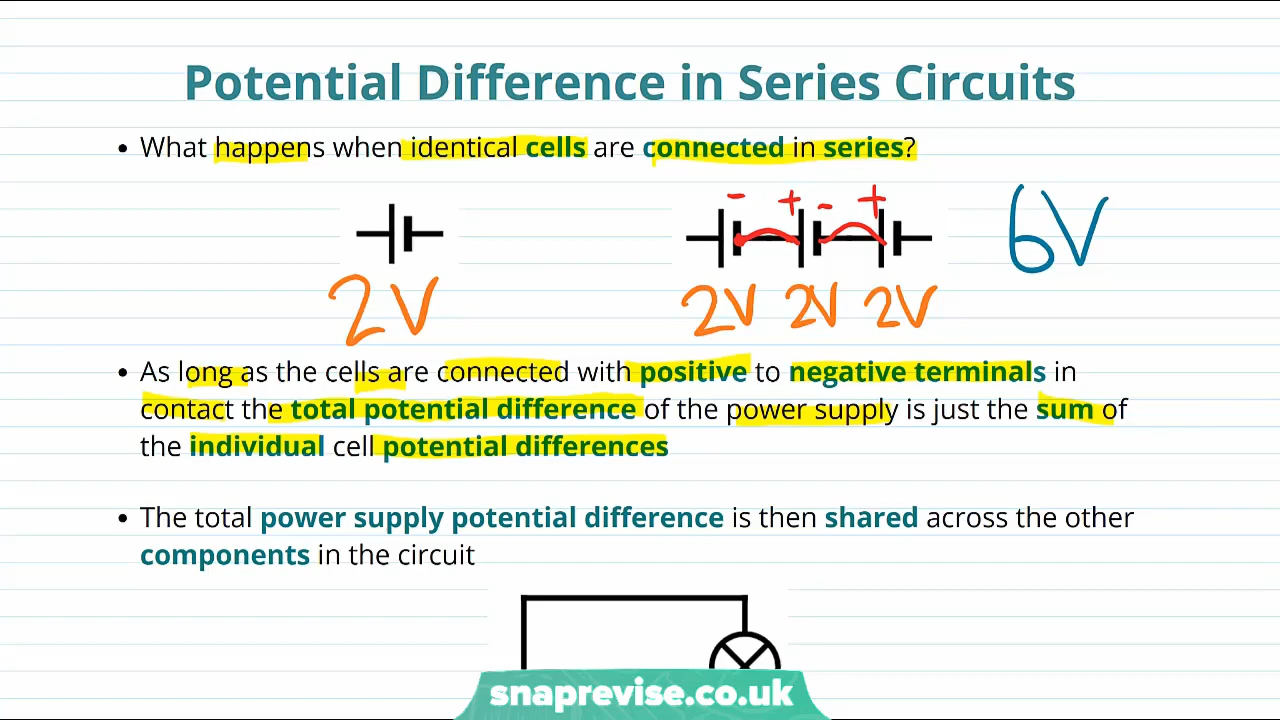 Potential Difference in Series Circuits
• What happens when identical cells are connected in series?
- + - +
6V
2V
2V 2V 2V
• As long as the cells are connected with positive to negative terminals in
contact the total potential difference of the power supply is just the sum of
the individual cell potential differences
• The total power supply potential difference is then shared across the other
components in the circuit
snaprevise.co.uk